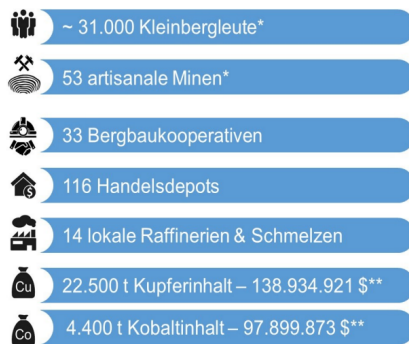 ~ 31.000 Kleinbergleute*
53 artisanale Minen*
33 Bergbaukooperativen
116 Handelsdepots
14 lokale Raffinerien & Schmelzen
Cu 22.500 t Kupferinhalt – 138.934.921 $**
Co 4.400 t Kobaltinhalt – 97.899.873 $**